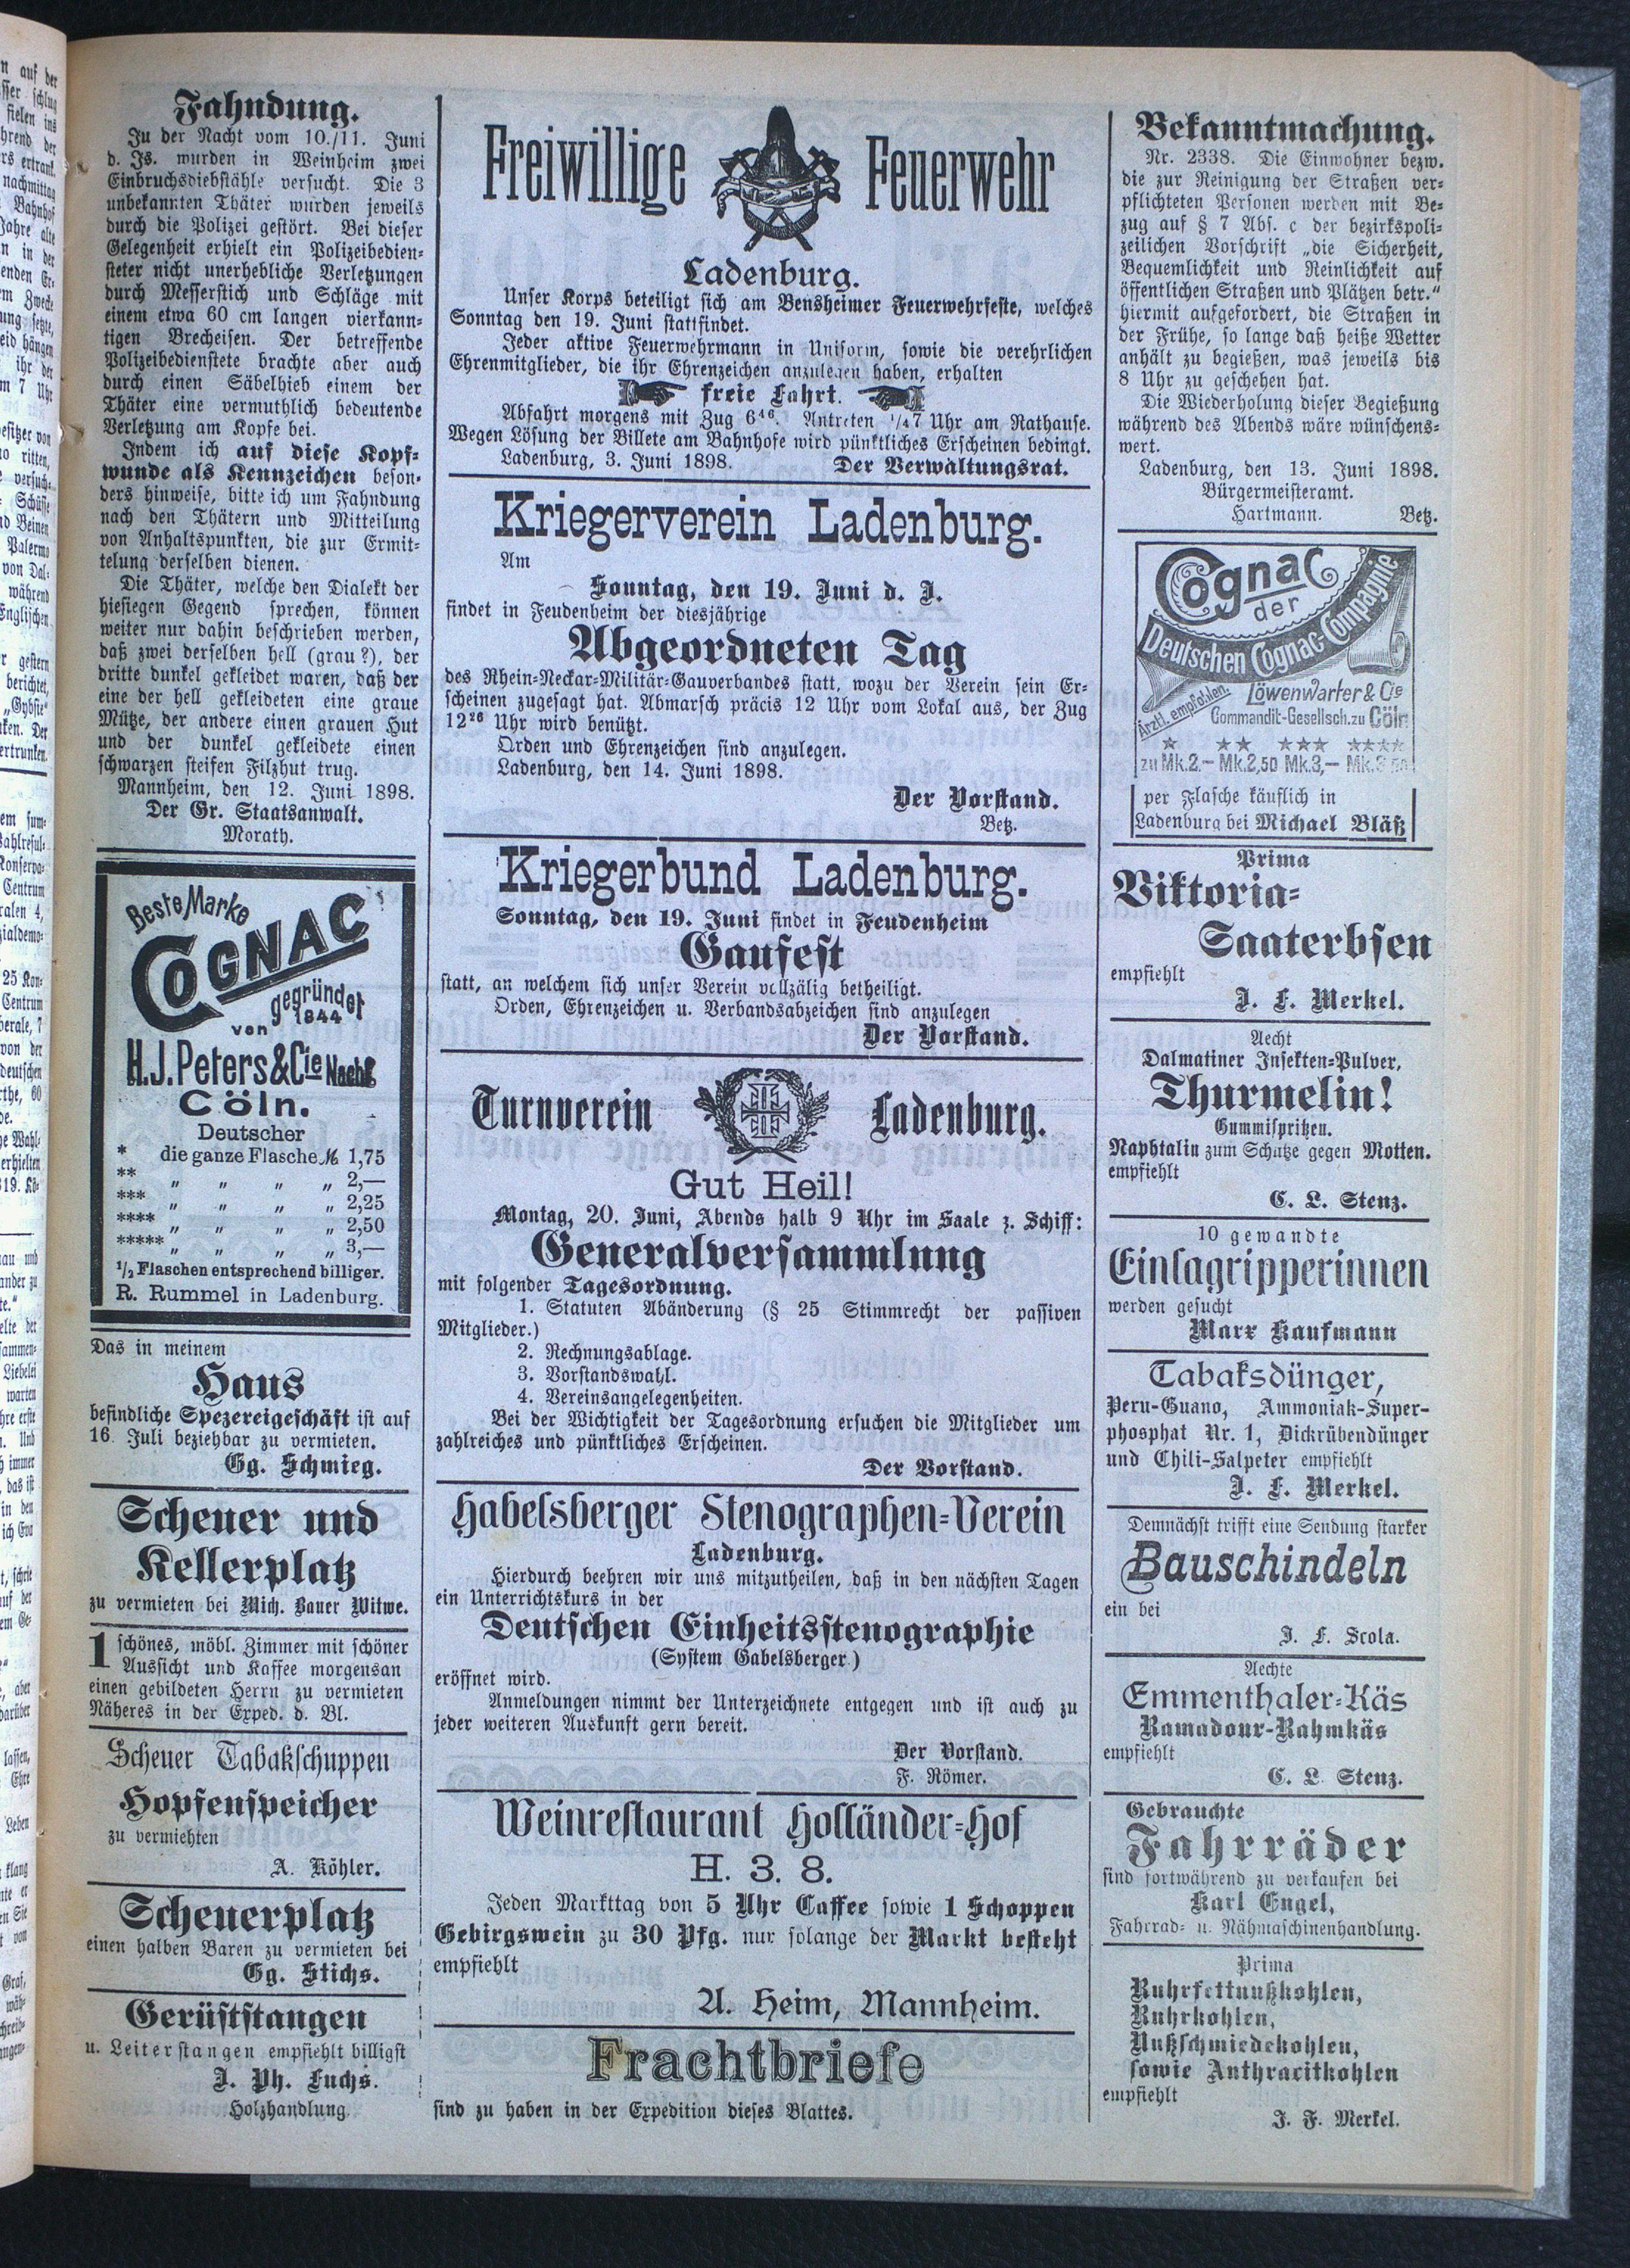 Fahndung.
In der Nacht vom 10./11. Juni
d. Js. wurden in Weinheim zwei
Einbruchsdiebstähle versucht. Die 3
unbekannten Thäter wurden jeweils
durch die Polizei gestört. Bei dieser
Gelegenheit erhielt ein Polizeibedien-
steter nicht unerhebliche Verletzungen
durch Messerstich und Schläge mit
einem etwa 60 cm langen vierkann-
tigen Brecheisen. Der betreffende
Polizeibedienstete brachte aber auch
durch einen Säbelhieb einem der
Thäter eine vermuthlich bedeutende
Verletzung am Kopfe bei.
Indem ich auf diese Kopf-
wunde als Kennzeichen beson-
ders hinweise, bitte ich um Fahndung
nach den Thätern und Mitteilung
von Anhaltspunkten, die zur Ermit-
telung derselben dienen.
Die Thäter, welche den Dialekt der
hiesiegen Gegend sprechen, können
weiter nur dahin beschrieben werden,
daß zwei derselben hell (grau?), der
dritte dunkel gekleidet waren, daß der
eine der hell gekleideten eine graue
Mütze, der andere einen grauen Hut
und der dunkel gekleidete einen
schwarzen steifen Filzhut trug.
Mannheim, den 12. Juni 1898.
Der Gr. Staatsanwalt.
Morath.
Beste Marke
COGNAC
gegründet
1844
von
H.J. Peters & Cie Nachf.
Cöln.
Deutscher
* die ganze Flasche M 1,75
** „ „ „ „ 2,—
*** „ „ „ „ 2,25
**** „ „ „ „ 2,50
***** „ „ „ „ 3,—
1/2 Flaschen entsprechend billiger.
R. Rummel in Ladenburg.
Das in meinem
Haus
befindliche Spezereigeschäft ist auf
16. Juli beziehbar zu vermieten.
Gg. Schmieg.
Scheuer und
Kellerplatz
zu vermieten bei Mich. Bauer Witwe.
1 schönes, möbl. Zimmer mit schöner
Aussicht und Kaffee morgens an
einen gebildeten Herrn zu vermieten
Näheres in der Exped. d. Bl.
Scheuer Tabakschuppen
Hopfenspeicher
zu vermiehten
A. Köhler.
Scheuerplatz
einen halben Baren zu vermieten bei
Gg. Stichs.
Gerüststangen
u. Leiterstangen empfiehlt billigst
J. Ph. Fuchs.
Holzhandlung.
Freiwillige Feuerwehr
Ladenburg.
Unser Korps beteiligt sich am Bensheimer Feuerwehrfeste, welches
Sonntag den 19. Juni stattfindet.
Jeder aktive Feuerwehrmann in Uniform, sowie die verehrlichen
Ehrenmitglieder, die ihr Ehrenzeichen anzulegen haben, erhalten
freie Fahrt.
Abfahrt morgens mit Zug 6⁴⁶. Antreten 1/47 Uhr am Rathause.
Wegen Lösung der Billete am Bahnhofe wird pünktliches Erscheinen bedingt.
Ladenburg, 3. Juni 1898. Der Verwaltungsrat.
Kriegerverein Ladenburg.
Am
Sonntag, den 19. Juni d. J.
findet in Feudenheim der diesjährige
Abgeordneten Tag
des Rhein-Neckar-Militär-Gauverbandes statt, wozu der Verein sein Er-
scheinen zugesagt hat. Abmarsch präcis 12 Uhr vom Lokal aus, der Zug
12²⁶ Uhr wird benützt.
Orden und Ehrenzeichen sind anzulegen.
Ladenburg, den 14. Juni 1898.
Der Vorstand.
Betz.
Kriegerbund Ladenburg.
Sonntag, den 19. Juni findet in Feudenheim
Gaufest
statt, an welchem sich unser Verein vollzälig betheiligt.
Orden, Ehrenzeichen u. Verbandsabzeichen sind anzulegen
Der Vorstand.
Turnverein Ladenburg.
Gut Heil!
Montag, 20. Juni, Abends halb 9 Uhr im Saale z. Schiff:
Generalversammlung
mit folgender Tagesordnung.
1. Statuten Abänderung (§ 25 Stimmrecht der passiven
Mitglieder.)
2. Rechnungsablage.
3. Vorstandswahl.
4. Vereinsangelegenheiten.
Bei der Wichtigkeit der Tagesordnung ersuchen die Mitglieder um
zahlreiches und pünktliches Erscheinen.
Der Vorstand.
Gabelsberger Stenographen-Verein
Ladenburg.
Hierdurch beehren wir uns mitzutheilen, daß in den nächsten Tagen
ein Unterrichtskurs in der
Deutschen Einheitsstenographie
(System Gabelsberger)
eröffnet wird.
Anmeldungen nimmt der Unterzeichnete entgegen und ist auch zu
jeder weiteren Auskunft gern bereit.
Der Vorstand.
F. Römer.
Weinrestaurant Holländer-Hof
H. 3. 8.
Jeden Markttag von 5 Uhr Caffee sowie 1 Schoppen
Gebirgswein zu 30 Pfg. nur solange der Markt besteht
empfiehlt
A. Heim, Mannheim.
Frachtbriefe
sind zu haben in der Expedition dieses Blattes.
Bekanntmachung.
Nr. 2338. Die Einwohner bezw.
die zur Reinigung der Straßen ver-
pflichteten Personen werden mit Be-
zug auf § 7 Abs. c der bezirkspoli-
zeilichen Vorschrift „die Sicherheit,
Bequemlichkeit und Reinlichkeit auf
öffentlichen Straßen und Plätzen betr."
hiermit aufgefordert, die Straßen in
der Frühe, so lange daß heiße Wetter
anhält zu begießen, was jeweils bis
8 Uhr zu geschehen hat.
Die Wiederholung dieser Begießung
während des Abends wäre wünschens-
wert.
Ladenburg, den 13. Juni 1898.
Bürgermeisteramt.
Hartmann. Betz.
Cognac
der
Deutschen Cognac-Compagnie
Ärztl. empfohlen. Löwenwarter & Cie
Commandit-Gesellsch. zu Cöln
★ ★★ ★★★ ★★★★
zu Mk. 2.— Mk. 2,50 Mk. 3,— Mk. 3.50
per Flasche käuflich in
Ladenburg bei Michael Bläß
Prima
Viktoria-
Saaterbsen
empfiehlt
J. F. Merkel.
Aecht
Dalmatiner Insekten-Pulver,
Thurmelin!
Gummispritzen.
Naphtalin zum Schutze gegen Motten.
empfiehlt
C. L. Stenz.
10 gewandte
Einlagripperinnen
werden gesucht
Marx Kaufmann
Tabaksdünger,
Peru-Guano, Ammoniak-Super-
phosphat Nr. 1, Dickrübendünger
und Chili-Salpeter empfiehlt
J. F. Merkel.
Demnächst trifft eine Sendung starker
Bauschindeln
ein bei
J. F. Scola.
Aechte
Emmenthaler-Käs
Ramadour-Rahmkäs
empfiehlt
C. L. Stenz.
Gebrauchte
Fahrräder
sind fortwährend zu verkaufen bei
Karl Engel,
Fahrrad- u. Nähmaschinenhandlung.
Prima
Ruhrfettnußkohlen,
Ruhrkohlen,
Nußschmiedekohlen,
sowie Anthracitkohlen
empfiehlt
J. F. Merkel.